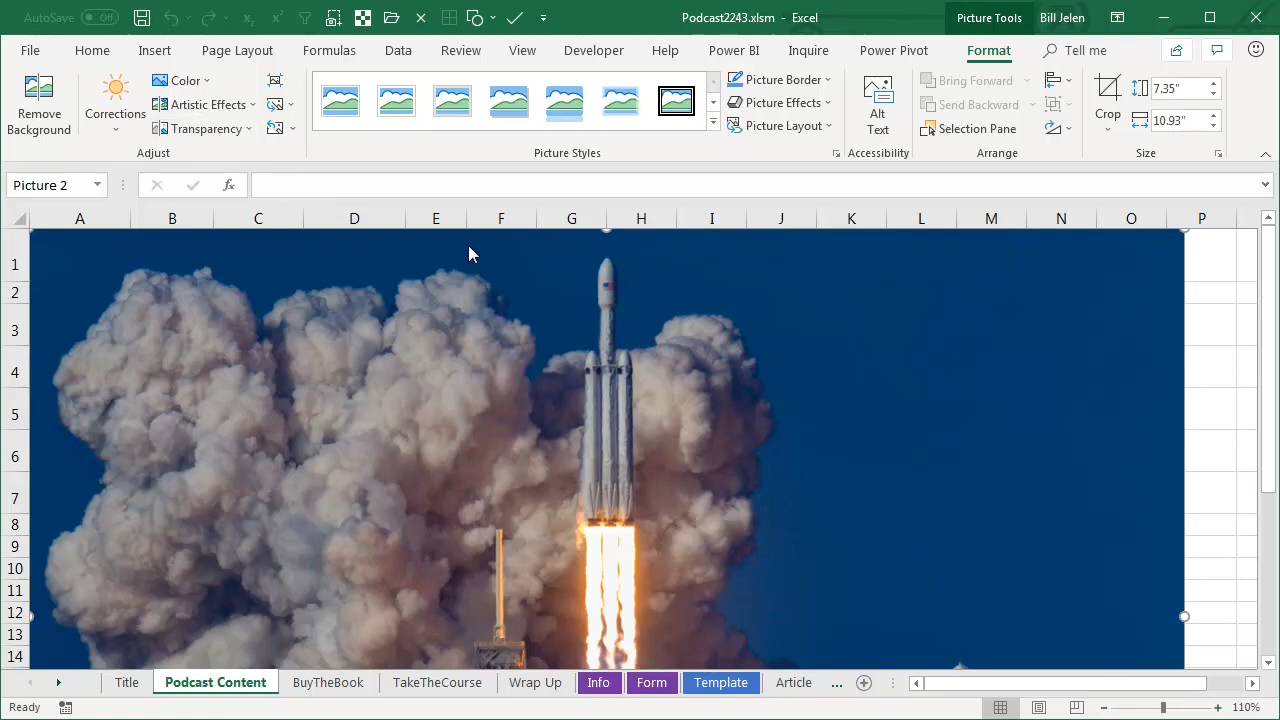 AutoSave Off Podcast2243.xlsm - Excel Picture Tools Bill Jelen
File Home Insert Page Layout Formulas Data Review View Developer Help Power BI Inquire Power Pivot Format Tell me
Remove Background
Corrections
Color
Artistic Effects
Transparency
Adjust
Picture Styles
Picture Border
Picture Effects
Picture Layout
Alt Text
Accessibility
Bring Forward
Send Backward
Selection Pane
Arrange
Crop
7.35"
10.93"
Size
Picture 2 fx
A B C D E F G H I J K L M N O P
1
2
3
4
5
6
7
8
9
10
11
12
13
14
Title Podcast Content BuyTheBook TakeTheCourse Wrap Up Info Form Template Article ...
Ready 110%